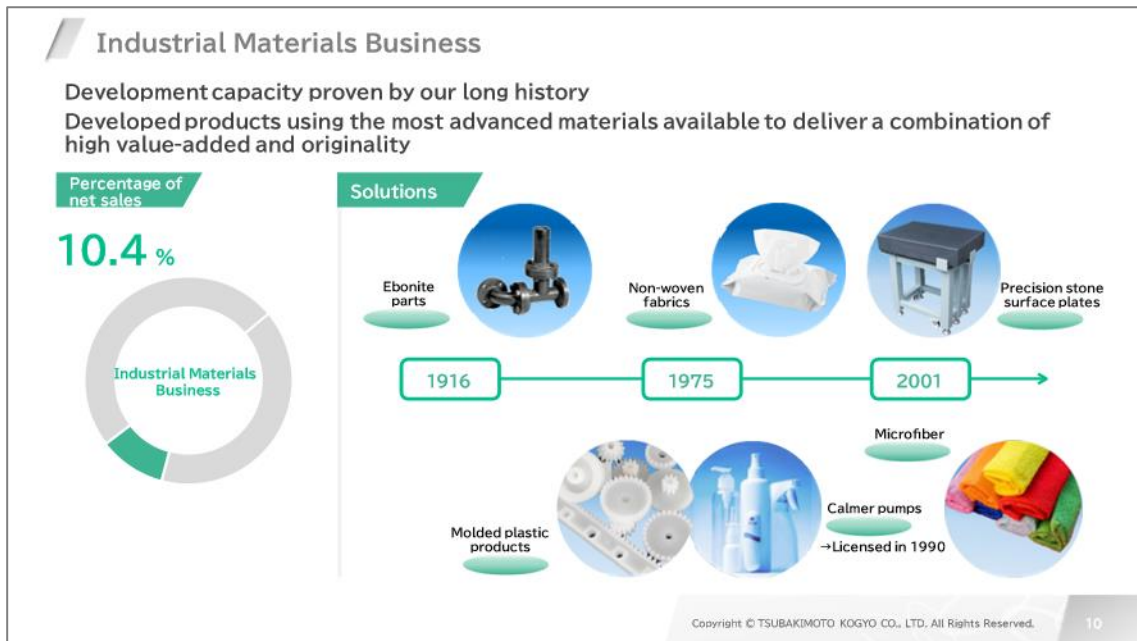 Industrial Materials Business
Development capacity proven by our long history
Developed products using the most advanced materials available to deliver a combination of
high value-added and originality
Percentage of
net sales
10.4 %
Industrial Materials
Business
Solutions
Ebonite
parts
Non-woven
fabrics
Precision stone
surface plates
1916
1975
2001
Microfiber
Molded plastic
products
Calmer pumps
→Licensed in 1990
Copyright © TSUBAKIMOTO KOGYO CO., LTD. All Rights Reserved.
10